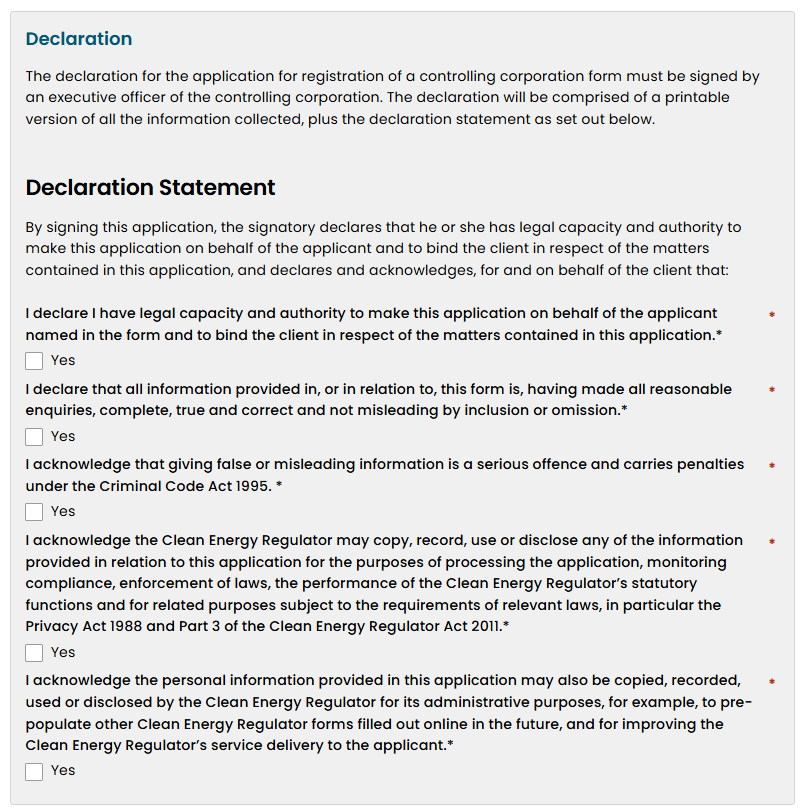 Declaration
The declaration for the application for registration of a controlling corporation form must be signed by
an executive officer of the controlling corporation. The declaration will be comprised of a printable
version of all the information collected, plus the declaration statement as set out below.
Declaration Statement
By signing this application, the signatory declares that he or she has legal capacity and authority to
make this application on behalf of the applicant and to bind the client in respect of the matters
contained in this application, and declares and acknowledges, for and on behalf of the client that:
I declare I have legal capacity and authority to make this application on behalf of the applicant *
named in the form and to bind the client in respect of the matters contained in this application.*
Yes
I declare that all information provided in, or in relation to, this form is, having made all reasonable *
enquiries, complete, true and correct and not misleading by inclusion or omission.*
Yes
I acknowledge that giving false or misleading information is a serious offence and carries penalties *
under the Criminal Code Act 1995. *
Yes
I acknowledge the Clean Energy Regulator may copy, record, use or disclose any of the information *
provided in relation to this application for the purposes of processing the application, monitoring
compliance, enforcement of laws, the performance of the Clean Energy Regulator's statutory
functions and for related purposes subject to the requirements of relevant laws, in particular the
Privacy Act 1988 and Part 3 of the Clean Energy Regulator Act 2011.*
Yes
I acknowledge the personal information provided in this application may also be copied, recorded, *
used or disclosed by the Clean Energy Regulator for its administrative purposes, for example, to pre-
populate other Clean Energy Regulator forms filled out online in the future, and for improving the
Clean Energy Regulator's service delivery to the applicant.*
Yes